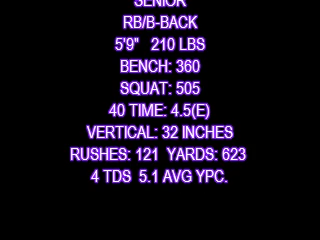 SENIOR
RB/B-BACK
5'9" 210 LBS
BENCH: 360
SQUAT: 505
40 TIME: 4.5(E)
VERTICAL: 32 INCHES
RUSHES: 121 YARDS: 623
4 TDS 5.1 AVG YPC.